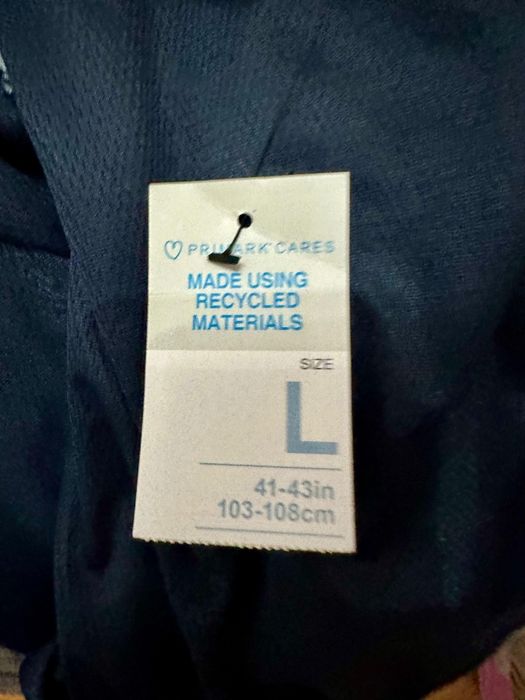 PRIMARK CARES
MADE USING
RECYCLED
MATERIALS
SIZE
L
41-43in
103-108cm